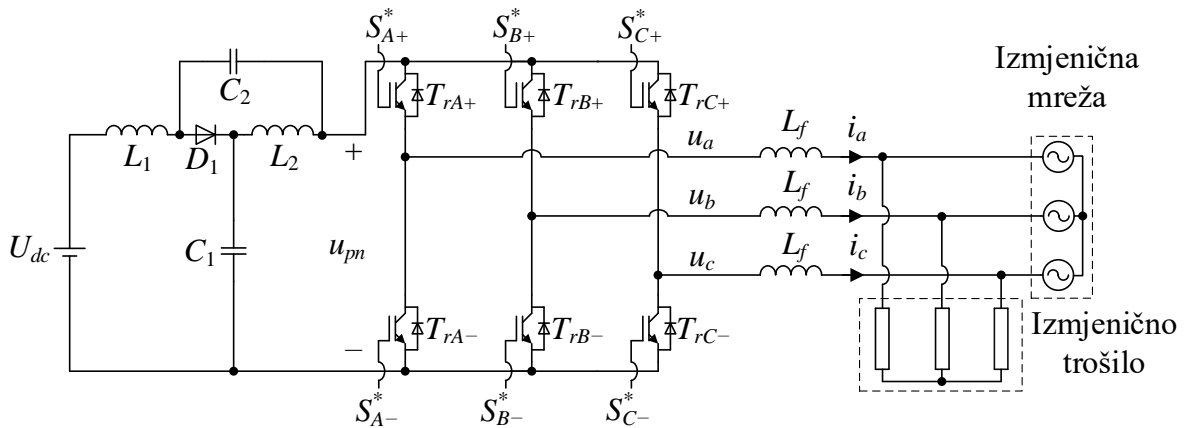 S*A+ S*B+ S*C+
Izmjenična
mreža
C2
TrA+ TrB+ TrC+
L1 D1 L2 +
ua Lf ia
ub Lf ib
Udc C1 upn
uc Lf ic
Izmjenično
trošilo
TrA− TrB− TrC−
−
S*A− S*B− S*C−